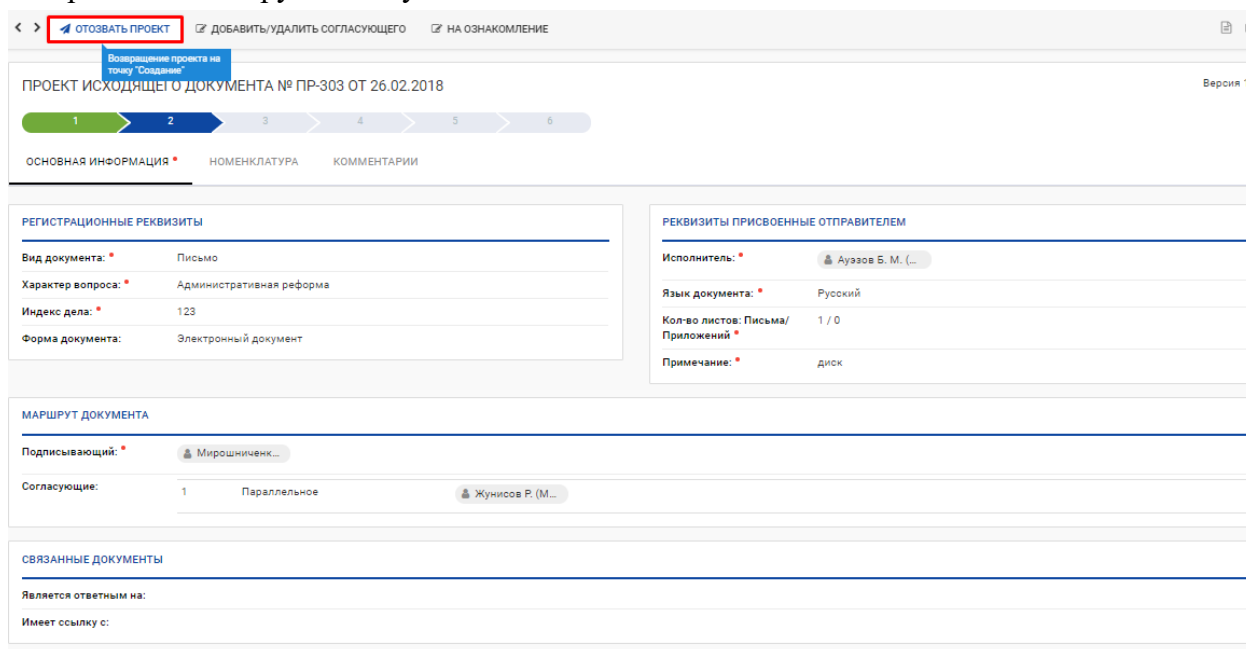 ОТОЗВАТЬ ПРОЕКТ ДОБАВИТЬ/УДАЛИТЬ СОГЛАСУЮЩЕГО НА ОЗНАКОМЛЕНИЕ
Возвращение проекта на
точку "Создание"
ПРОЕКТ ИСХОДЯЩЕГО ДОКУМЕНТА № ПР-303 ОТ 26.02.2018 Версия 1
1 2 3 4 5 6
ОСНОВНАЯ ИНФОРМАЦИЯ * НОМЕНКЛАТУРА КОММЕНТАРИИ
РЕГИСТРАЦИОННЫЕ РЕКВИЗИТЫ
Вид документа: * Письмо
Характер вопроса: * Административная реформа
Индекс дела: * 123
Форма документа: Электронный документ
РЕКВИЗИТЫ ПРИСВОЕННЫЕ ОТПРАВИТЕЛЕМ
Исполнитель: * Ауэзов Б. М. (...
Язык документа: * Русский
Кол-во листов: Письма/ 1 / 0
Приложений *
Примечание: * диск
МАРШРУТ ДОКУМЕНТА
Подписывающий: * Мирошниченк...
Согласующие: 1 Параллельное Жунисов Р. (М...
СВЯЗАННЫЕ ДОКУМЕНТЫ
Является ответным на:
Имеет ссылку с: